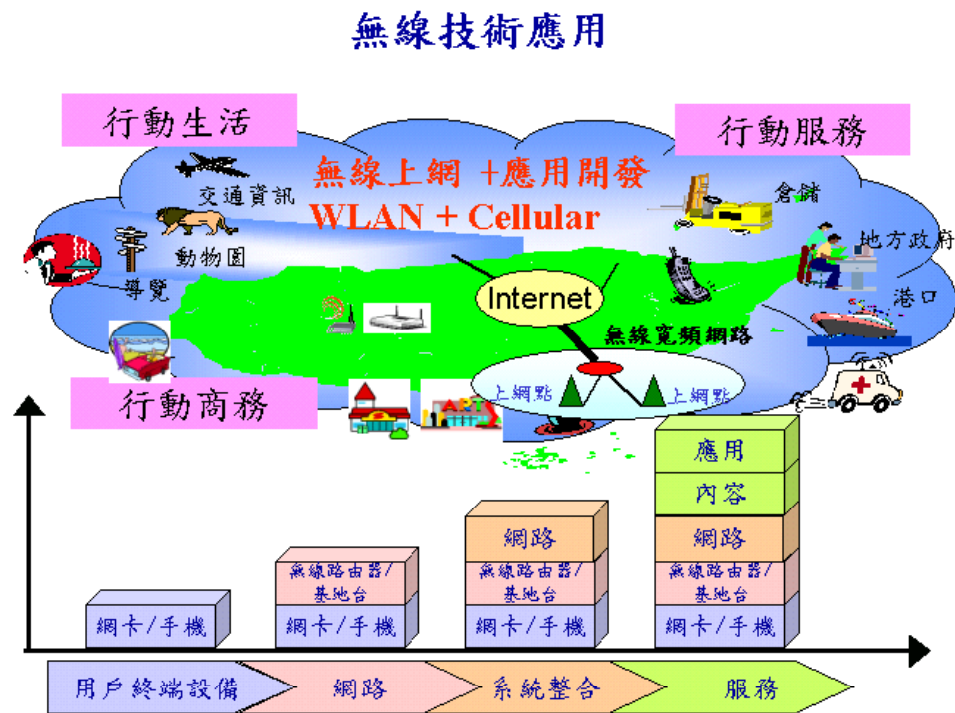 無線技術應用
行動生活
行動服務
無線上網 +應用開發
WLAN + Cellular
交通資訊
倉儲
動物園
地方政府
導覽
港口
Internet
無線寬頻網路
上網點
上網點
行動商務
ART
應用
內容
網路
網路
無線路由器/
基地台
無線路由器/
基地台
無線路由器/
基地台
網卡/手機
網卡/手機
網卡/手機
網卡/手機
用戶終端設備
網路
系統整合
服務